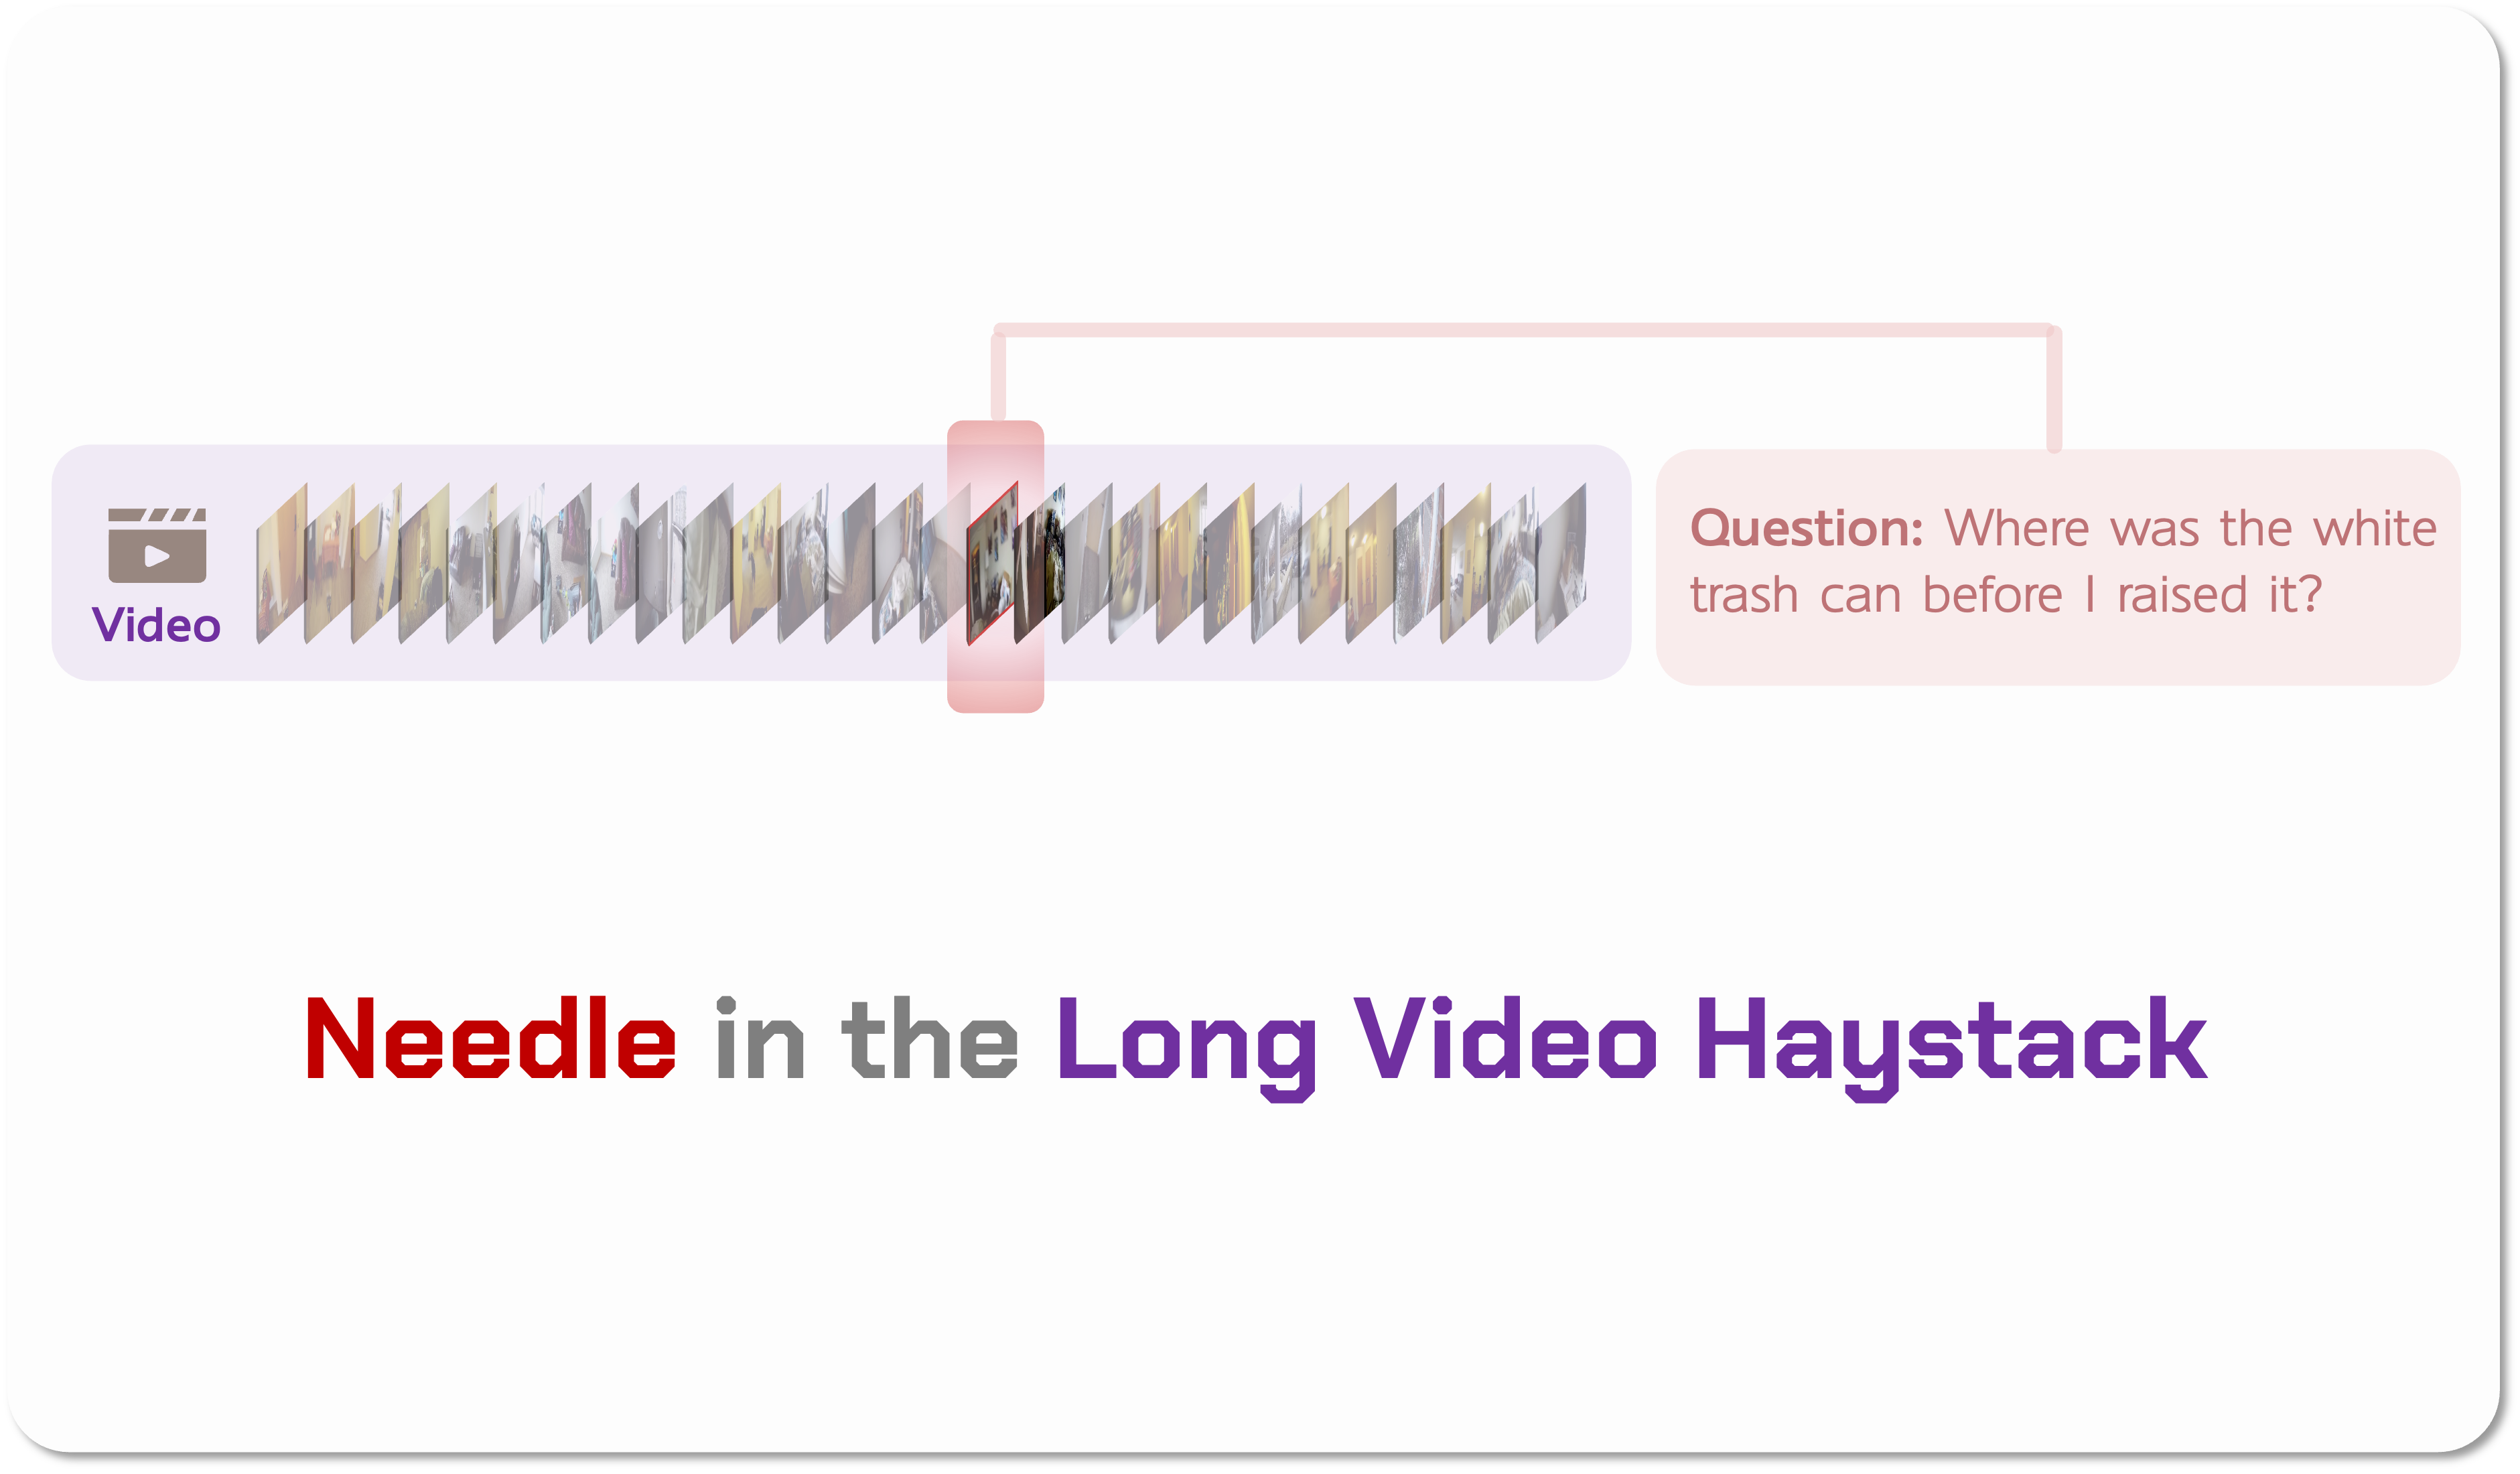 Video
Question: Where was the white
trash can before I raised it?
Needle in the Long Video Haystack